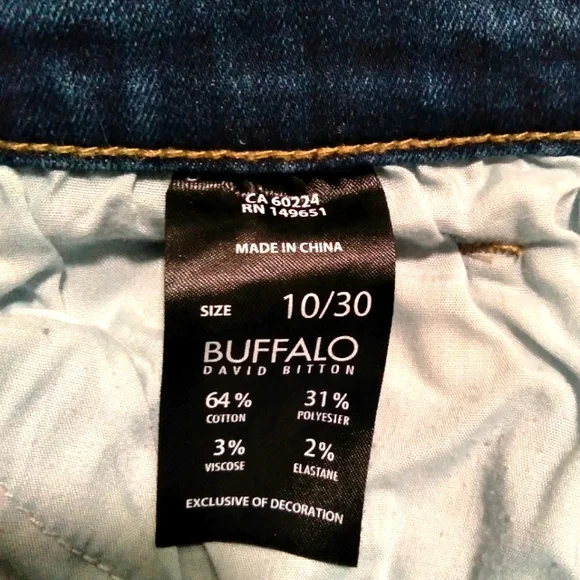 CA 60224
RN 149651
MADE IN CHINA
SIZE 10/30
BUFFALO
DAVID BITTON
64% 31%
COTTON POLYESTER
3% 2%
VISCOSE ELASTANE
EXCLUSIVE OF DECORATION